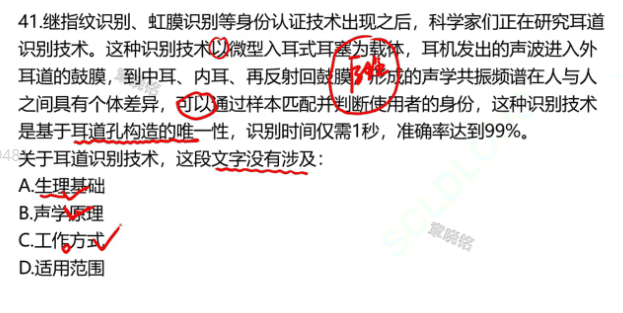 41.继指纹识别、虹膜识别等身份认证技术出现之后，科学家们正在研究耳道
识别技术。这种识别技术以微型入耳式耳塞为载体，耳机发出的声波进入外
耳道的鼓膜，到中耳、内耳、再反射回鼓膜 成的声学共振频谱在人与人
之间具有个体差异，可以通过样本匹配并判断使用者的身份，这种识别技术
是基于耳道孔构造的唯一性，识别时间仅需1秒，准确率达到99%。
关于耳道识别技术，这段文字没有涉及：
A.生理基础
B.声学原理
C.工作方式
章晓铭
D.适用范围